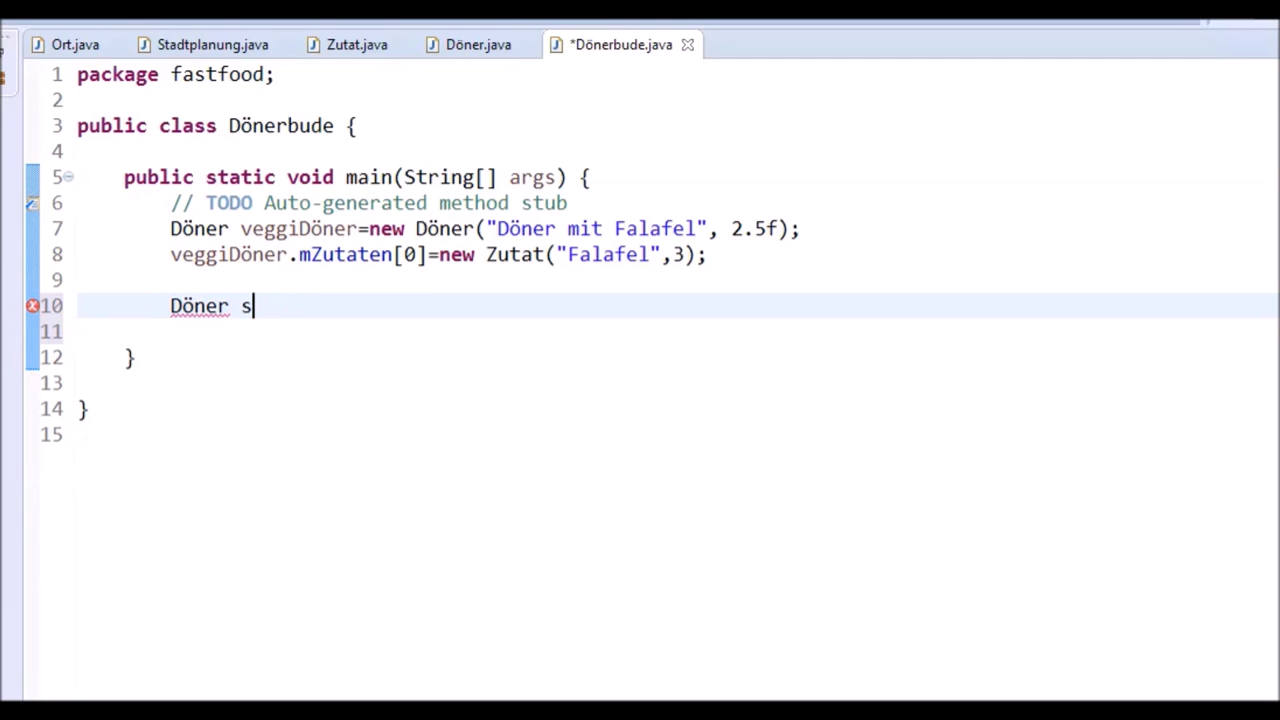 Ort.java Stadtplanung.java Zutat.java Döner.java *Dönerbude.java
1 package fastfood;
2
3 public class Dönerbude {
4
5 public static void main(String[] args) {
6 // TODO Auto-generated method stub
7 Döner veggiDöner=new Döner("Döner mit Falafel", 2.5f);
8 veggiDöner.mZutaten[0]=new Zutat("Falafel",3);
9
10 Döner s
11
12 }
13
14 }
15